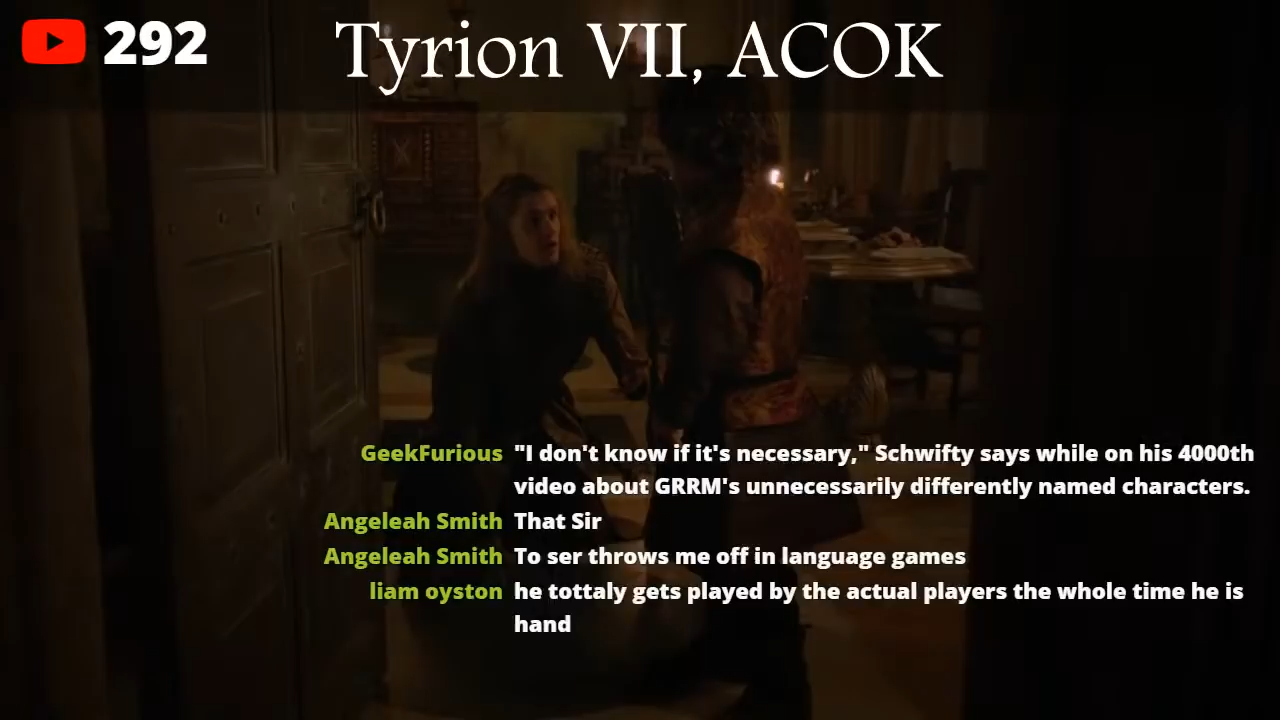 292
Tyrion VII, ACOK
GeekFurious "I don't know if it's necessary," Schwifty says while on his 4000th
video about GRRM's unnecessarily differently named characters.
Angeleah Smith That Sir
Angeleah Smith To ser throws me off in language games
liam oyston he tottaly gets played by the actual players the whole time he is
hand